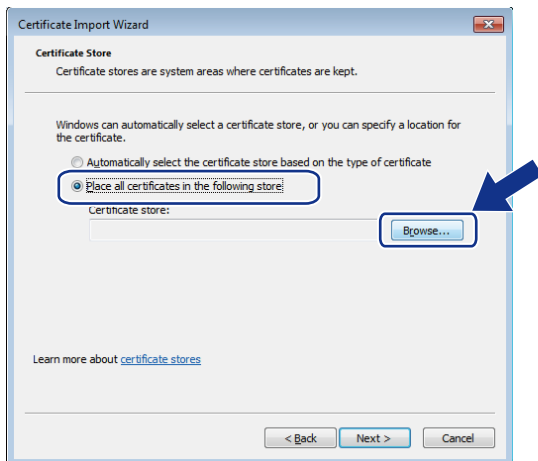 Certificate Import Wizard
Certificate Store
Certificate stores are system areas where certificates are kept.
Windows can automatically select a certificate store, or you can specify a location for
the certificate.
Automatically select the certificate store based on the type of certificate
Place all certificates in the following store
Certificate store:
Browse...
Learn more about certificate stores
< Back
Next >
Cancel